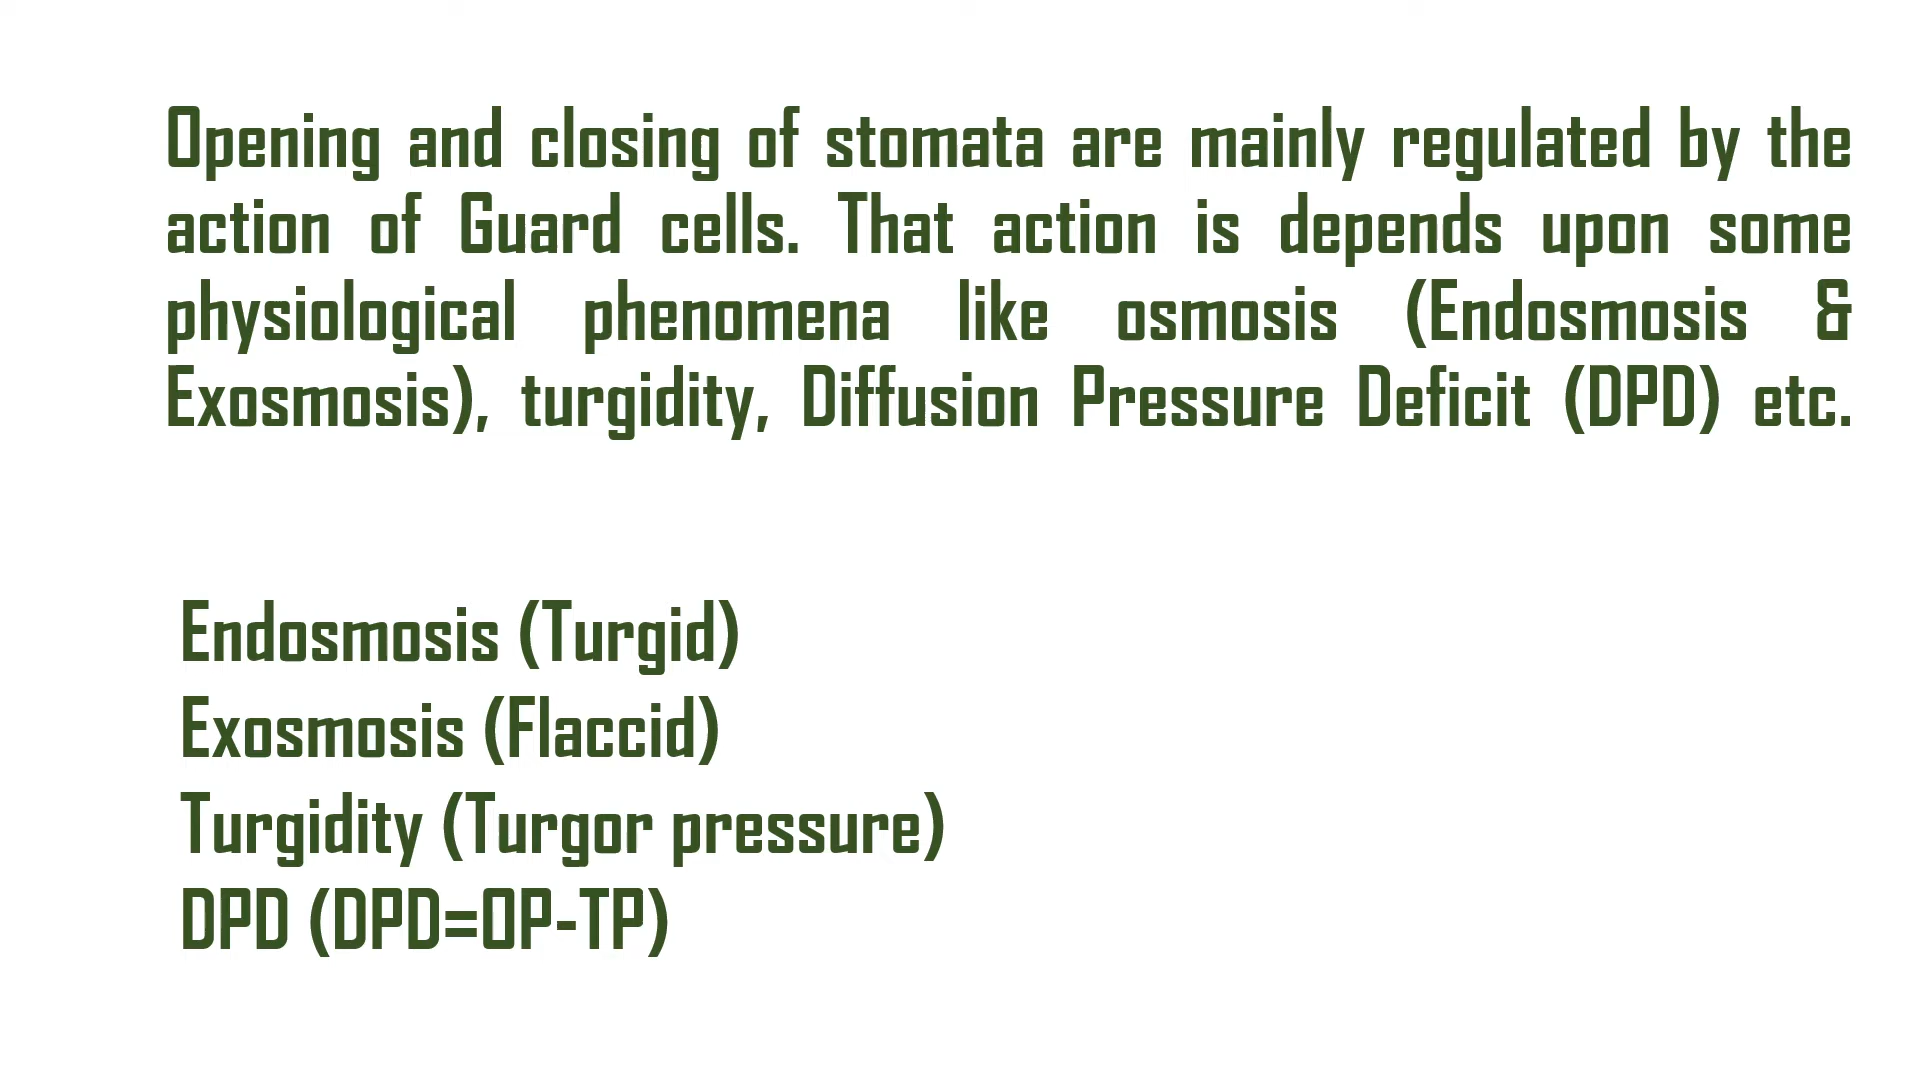 Opening and closing of stomata are mainly regulated by the
action of Guard cells. That action is depends upon some
physiological phenomena like osmosis (Endosmosis &
Exosmosis), turgidity, Diffusion Pressure Deficit (DPD) etc.
Endosmosis (Turgid)
Exosmosis (Flaccid)
Turgidity (Turgor pressure)
DPD (DPD=OP-TP)